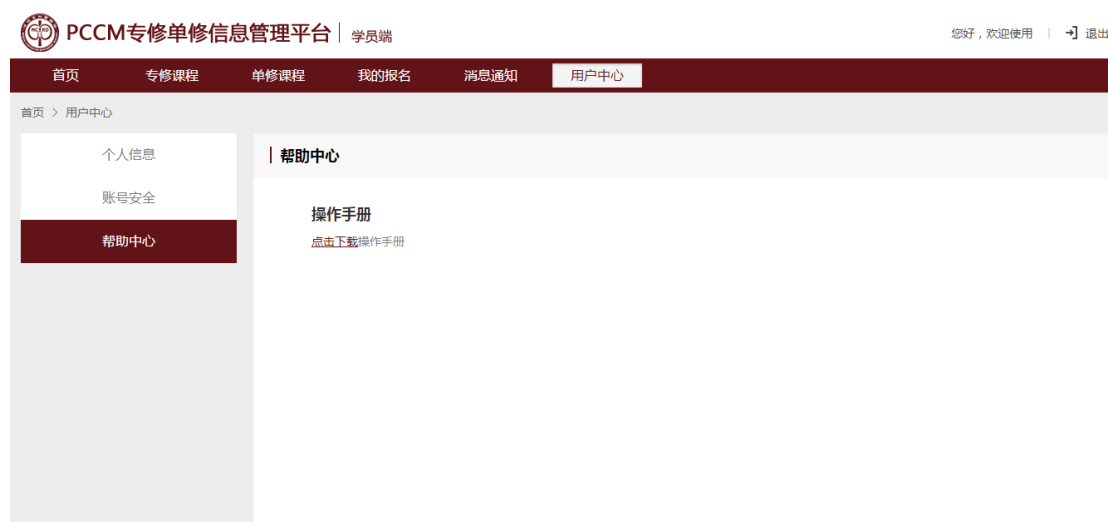 PCCM专修单修信息管理平台 学员端
您好，欢迎使用 退出
首页 专修课程 单修课程 我的报名 消息通知 用户中心
首页 > 用户中心
个人信息
账号安全
帮助中心
帮助中心
操作手册
点击下载操作手册